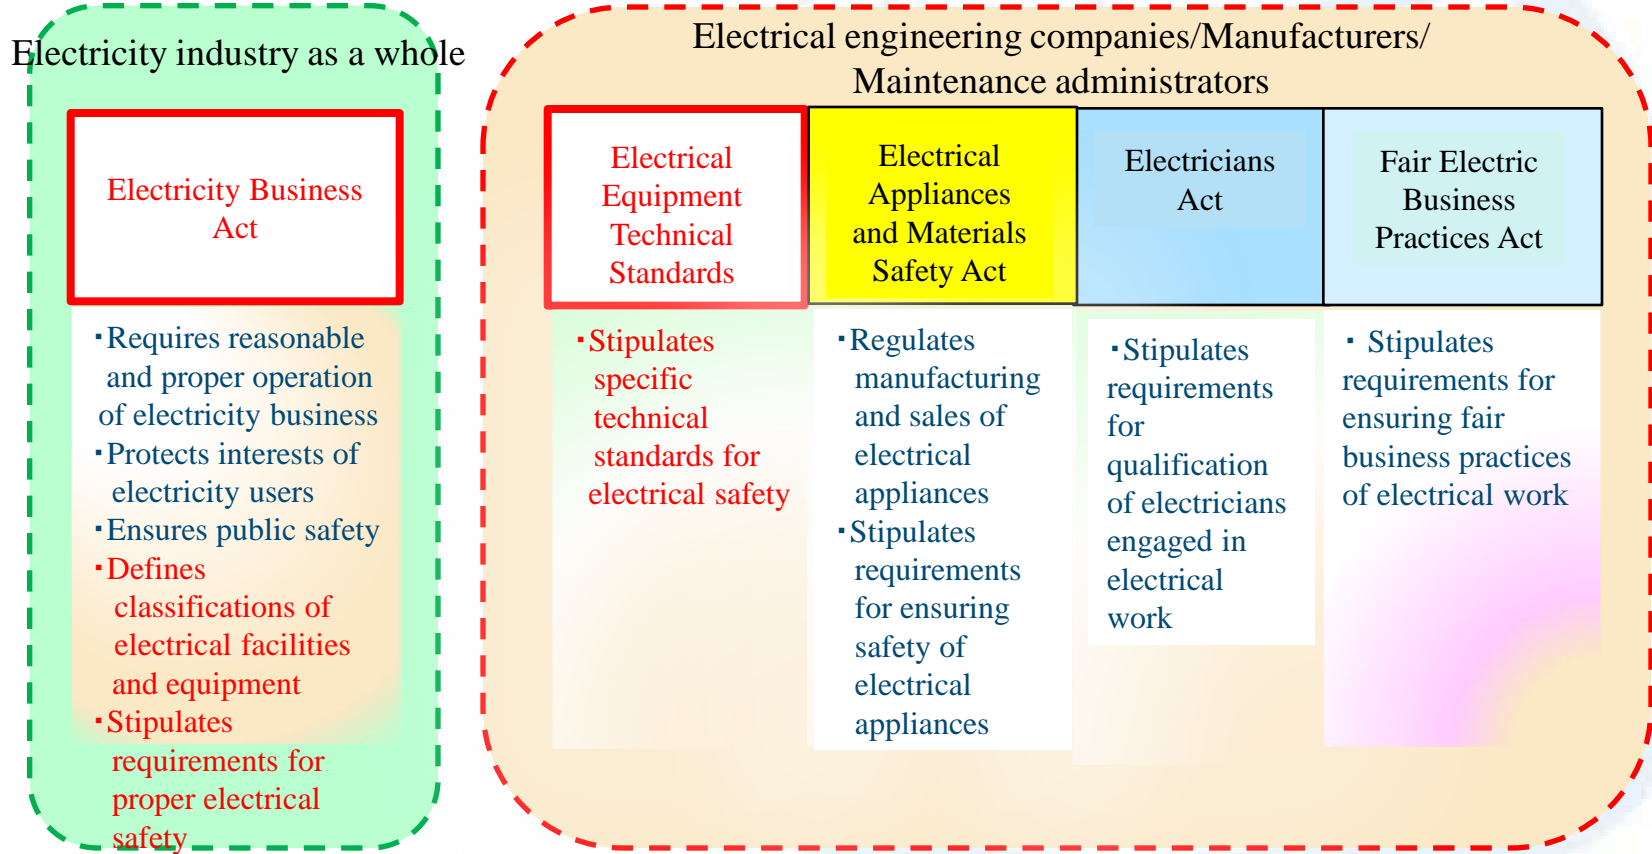 Electricity industry as a whole
Electricity Business
Act
・Requires reasonable
and proper operation
of electricity business
・Protects interests of
electricity users
・Ensures public safety
・Defines
classifications of
electrical facilities
and equipment
・Stipulates
requirements for
proper electrical
safety
Electrical engineering companies/Manufacturers/
Maintenance administrators
Electrical
Equipment
Technical
Standards
・Stipulates
specific
technical
standards for
electrical safety
Electrical
Appliances
and Materials
Safety Act
・Regulates
manufacturing
and sales of
electrical
appliances
・Stipulates
requirements
for ensuring
safety of
electrical
appliances
Electricians
Act
・Stipulates
requirements
for
qualification
of electricians
engaged in
electrical
work
Fair Electric
Business
Practices Act
・ Stipulates
requirements for
ensuring fair
business practices
of electrical work